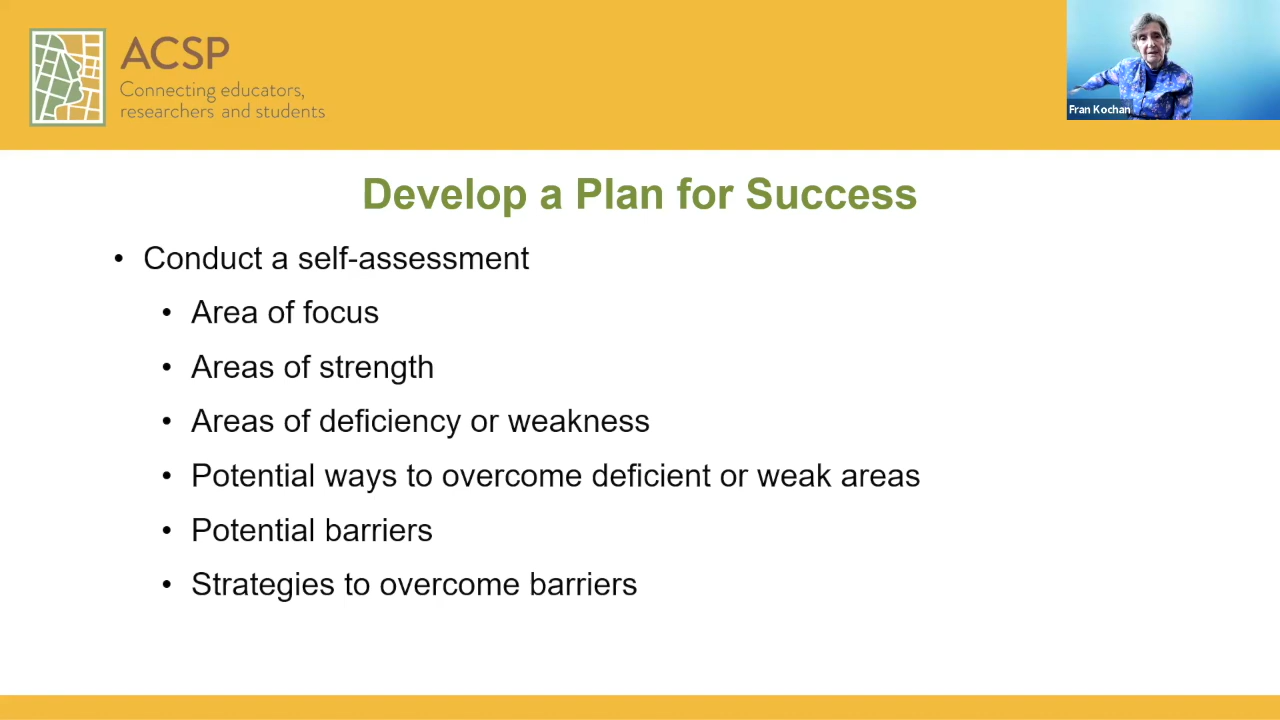 ACSP
Connecting educators,
researchers and students
Fran Kochan
Develop a Plan for Success
• Conduct a self-assessment
• Area of focus
• Areas of strength
• Areas of deficiency or weakness
• Potential ways to overcome deficient or weak areas
• Potential barriers
• Strategies to overcome barriers